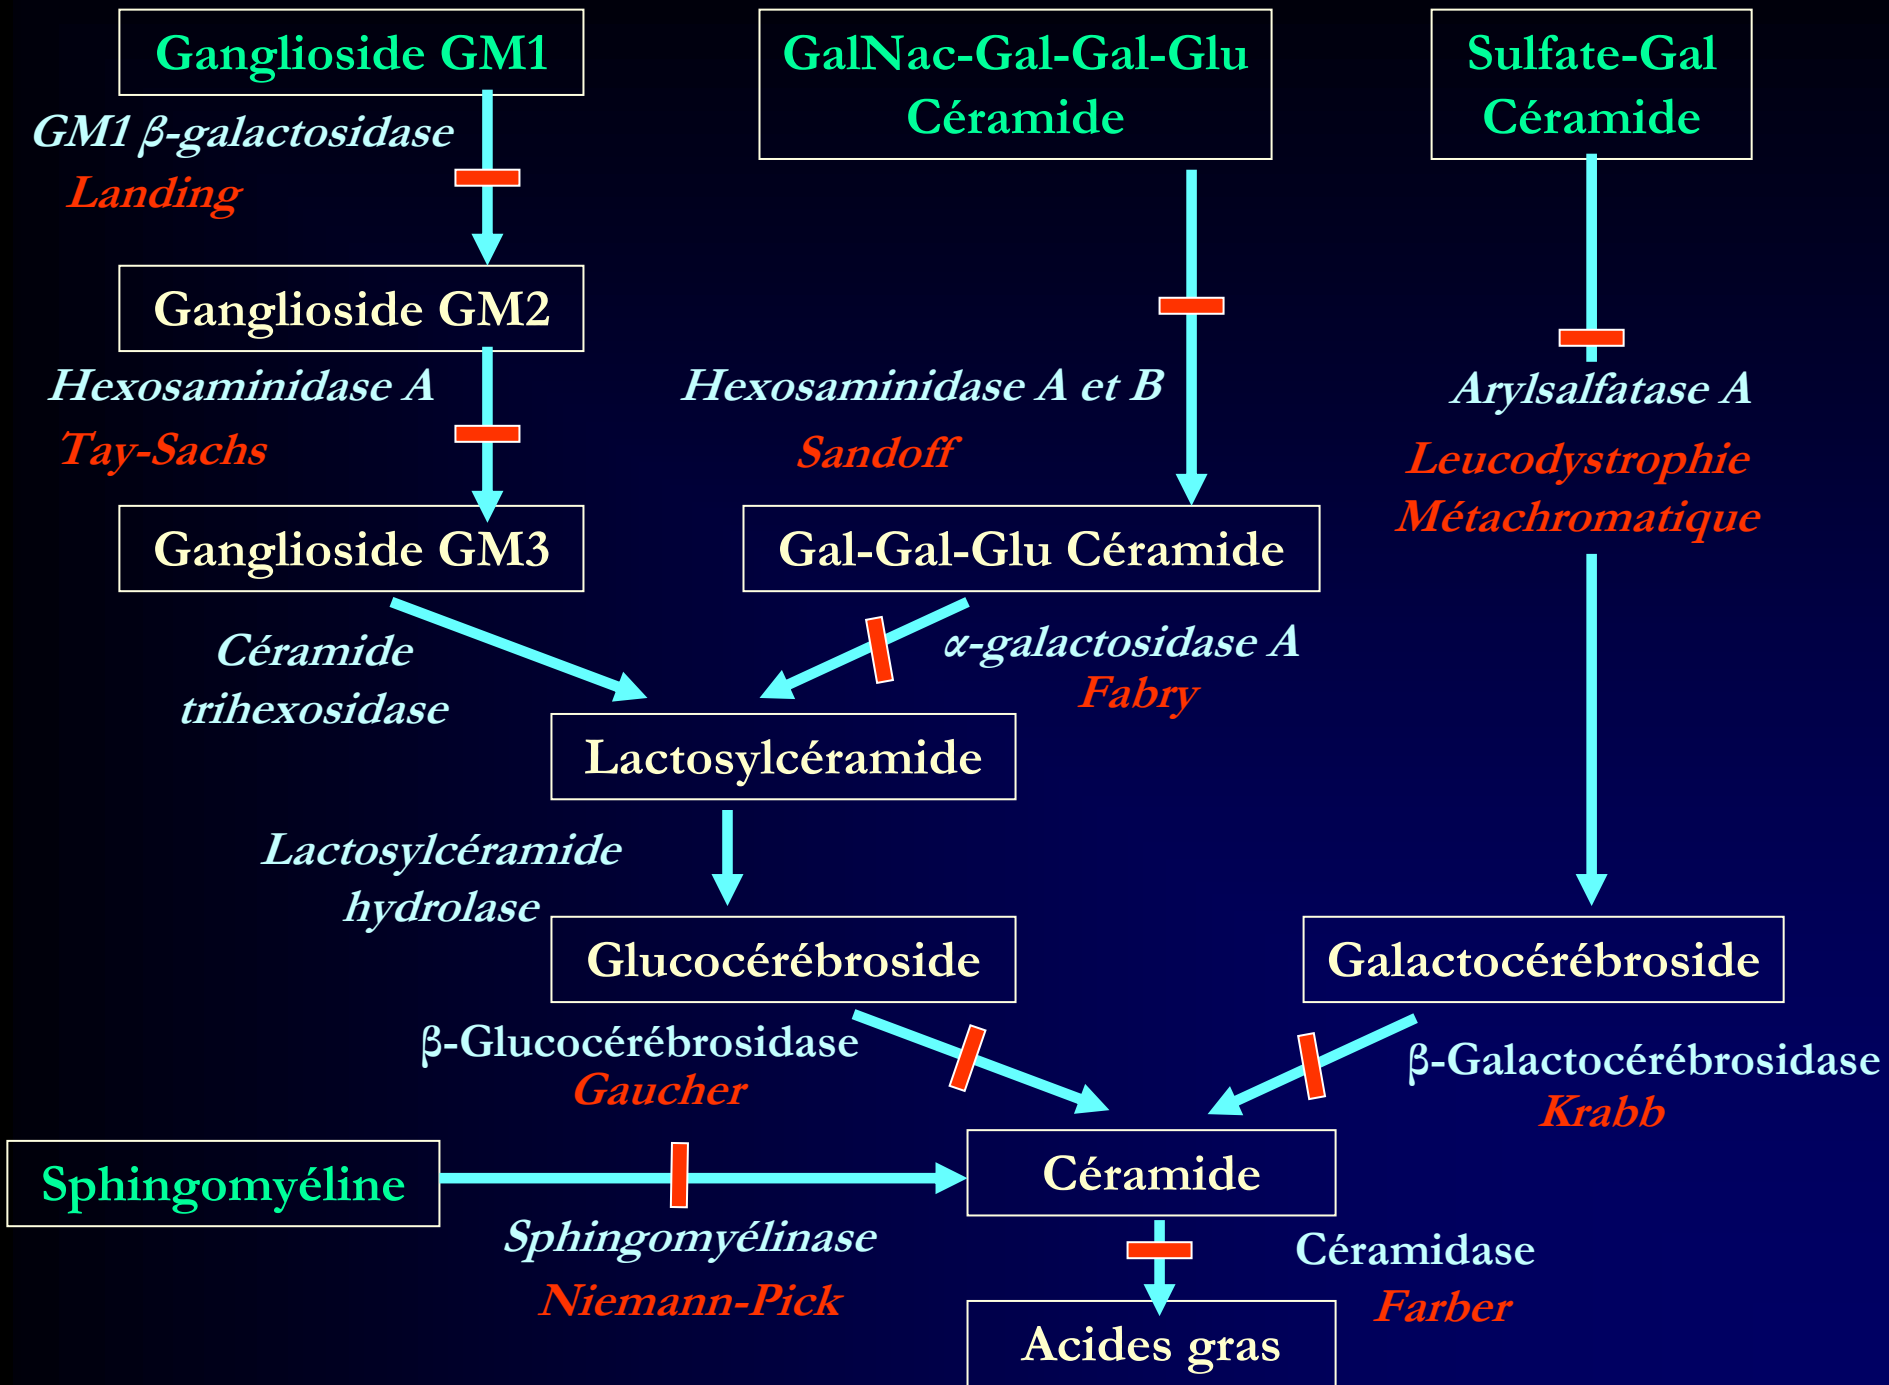 Ganglioside GM1
GalNac-Gal-Gal-Glu
Céramide
Sulfate-Gal
Céramide
GM1 β-galactosidase
Landing
Ganglioside GM2
Hexosaminidase A
Tay-Sachs
Hexosaminidase A et B
Sandoff
Arylsalfatase A
Leucodystrophie
Métachromatique
Ganglioside GM3
Gal-Gal-Glu Céramide
Céramide
trihexosidase
α-galactosidase A
Fabry
Lactosylcéramide
Lactosylcéramide
hydrolase
Glucocérébroside
Galactocérébroside
β-Glucocérébrosidase
Gaucher
β-Galactocérébrosidase
Krabb
Sphingomyéline
Céramide
Sphingomyélinase
Niemann-Pick
Céramidase
Farber
Acides gras